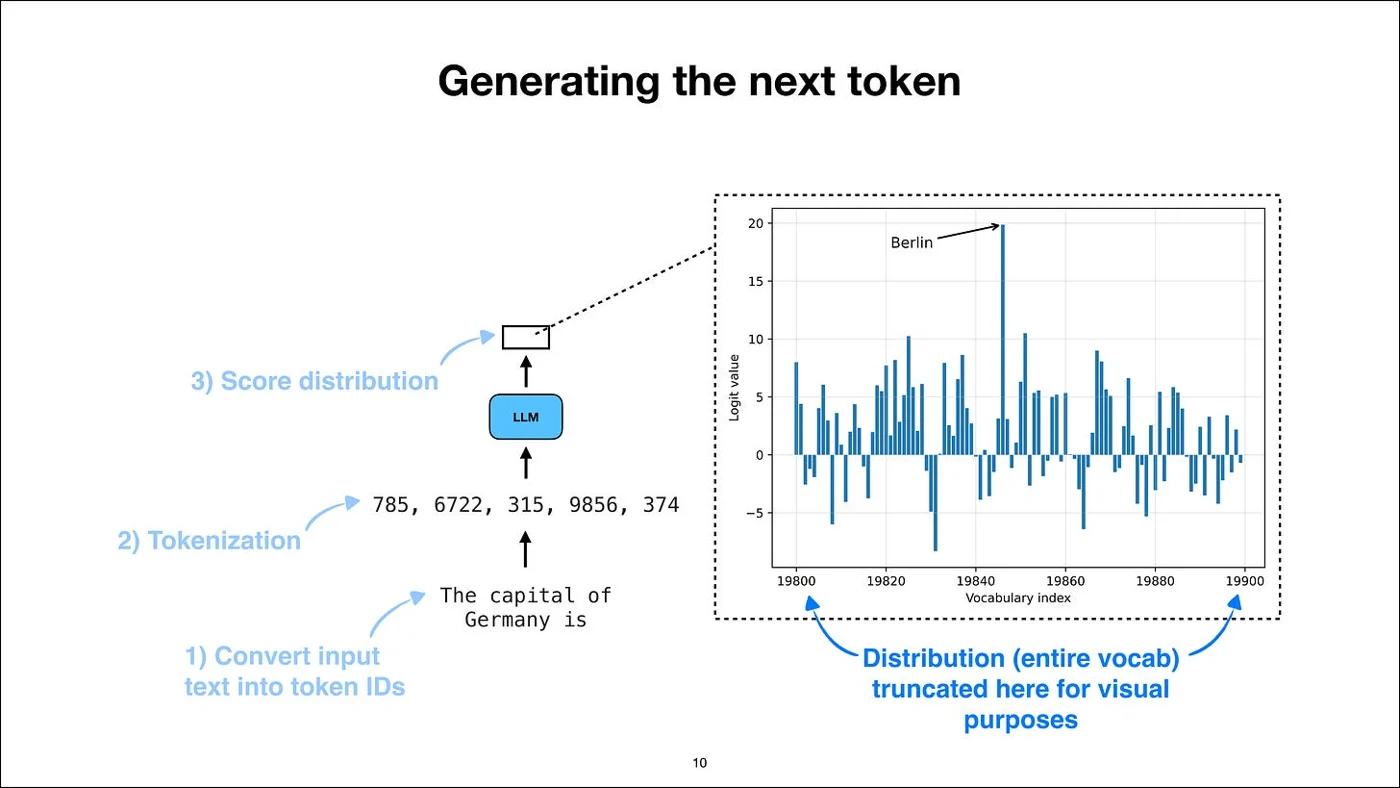 Generating the next token
3) Score distribution
LLM
785, 6722, 315, 9856, 374
2) Tokenization
The capital of
Germany is
1) Convert input
text into token IDs
Berlin
Logit value
20
15
10
5
0
−5
19800 19820 19840 19860 19880 19900
Vocabulary index
Distribution (entire vocab)
truncated here for visual
purposes
10